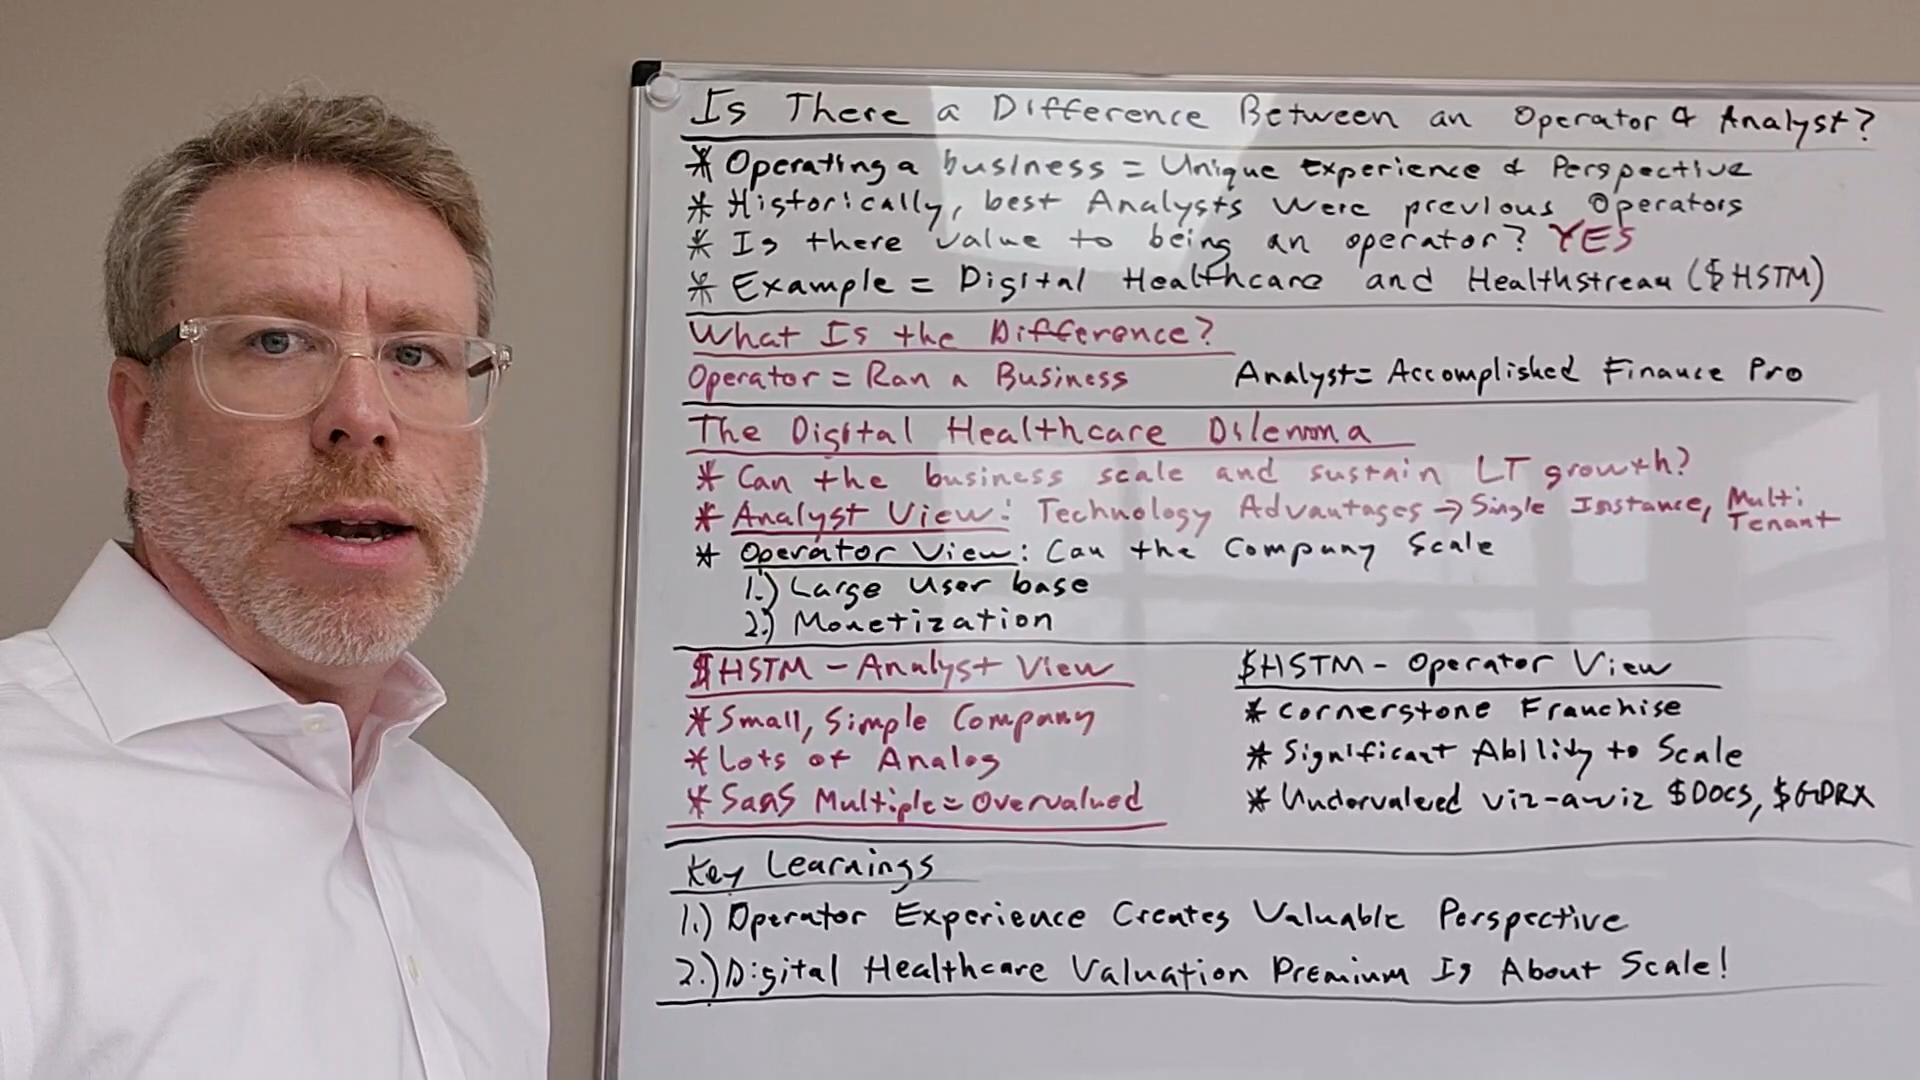 Is There a Difference Between an Operator & Analyst?
* Operating a business = Unique Experience & Perspective
* Historically, best Analysts were previous Operators
* Is there value to being an operator? YES
* Example = Digital Healthcare and Healthstream ($HSTM)
What Is the Difference?
Operator = Ran a Business Analyst = Accomplished Finance Pro
The Digital Healthcare Dilemma
* Can the business scale and sustain LT growth?
* Analyst View: Technology Advantages → Single Instance, Multi Tenant
* Operator View: Can the Company Scale
1.) Large User base
2.) Monetization
$HSTM - Analyst View
* Small, Simple Company
* Lots of Analog
* SaaS Multiple = Overvalued
$HSTM - Operator View
* Cornerstone Franchise
* Significant Ability to Scale
* Undervalued viz-a-viz $DOCS, $GDRX
Key Learnings
1.) Operator Experience Creates Valuable Perspective
2.) Digital Healthcare Valuation Premium Is About Scale!